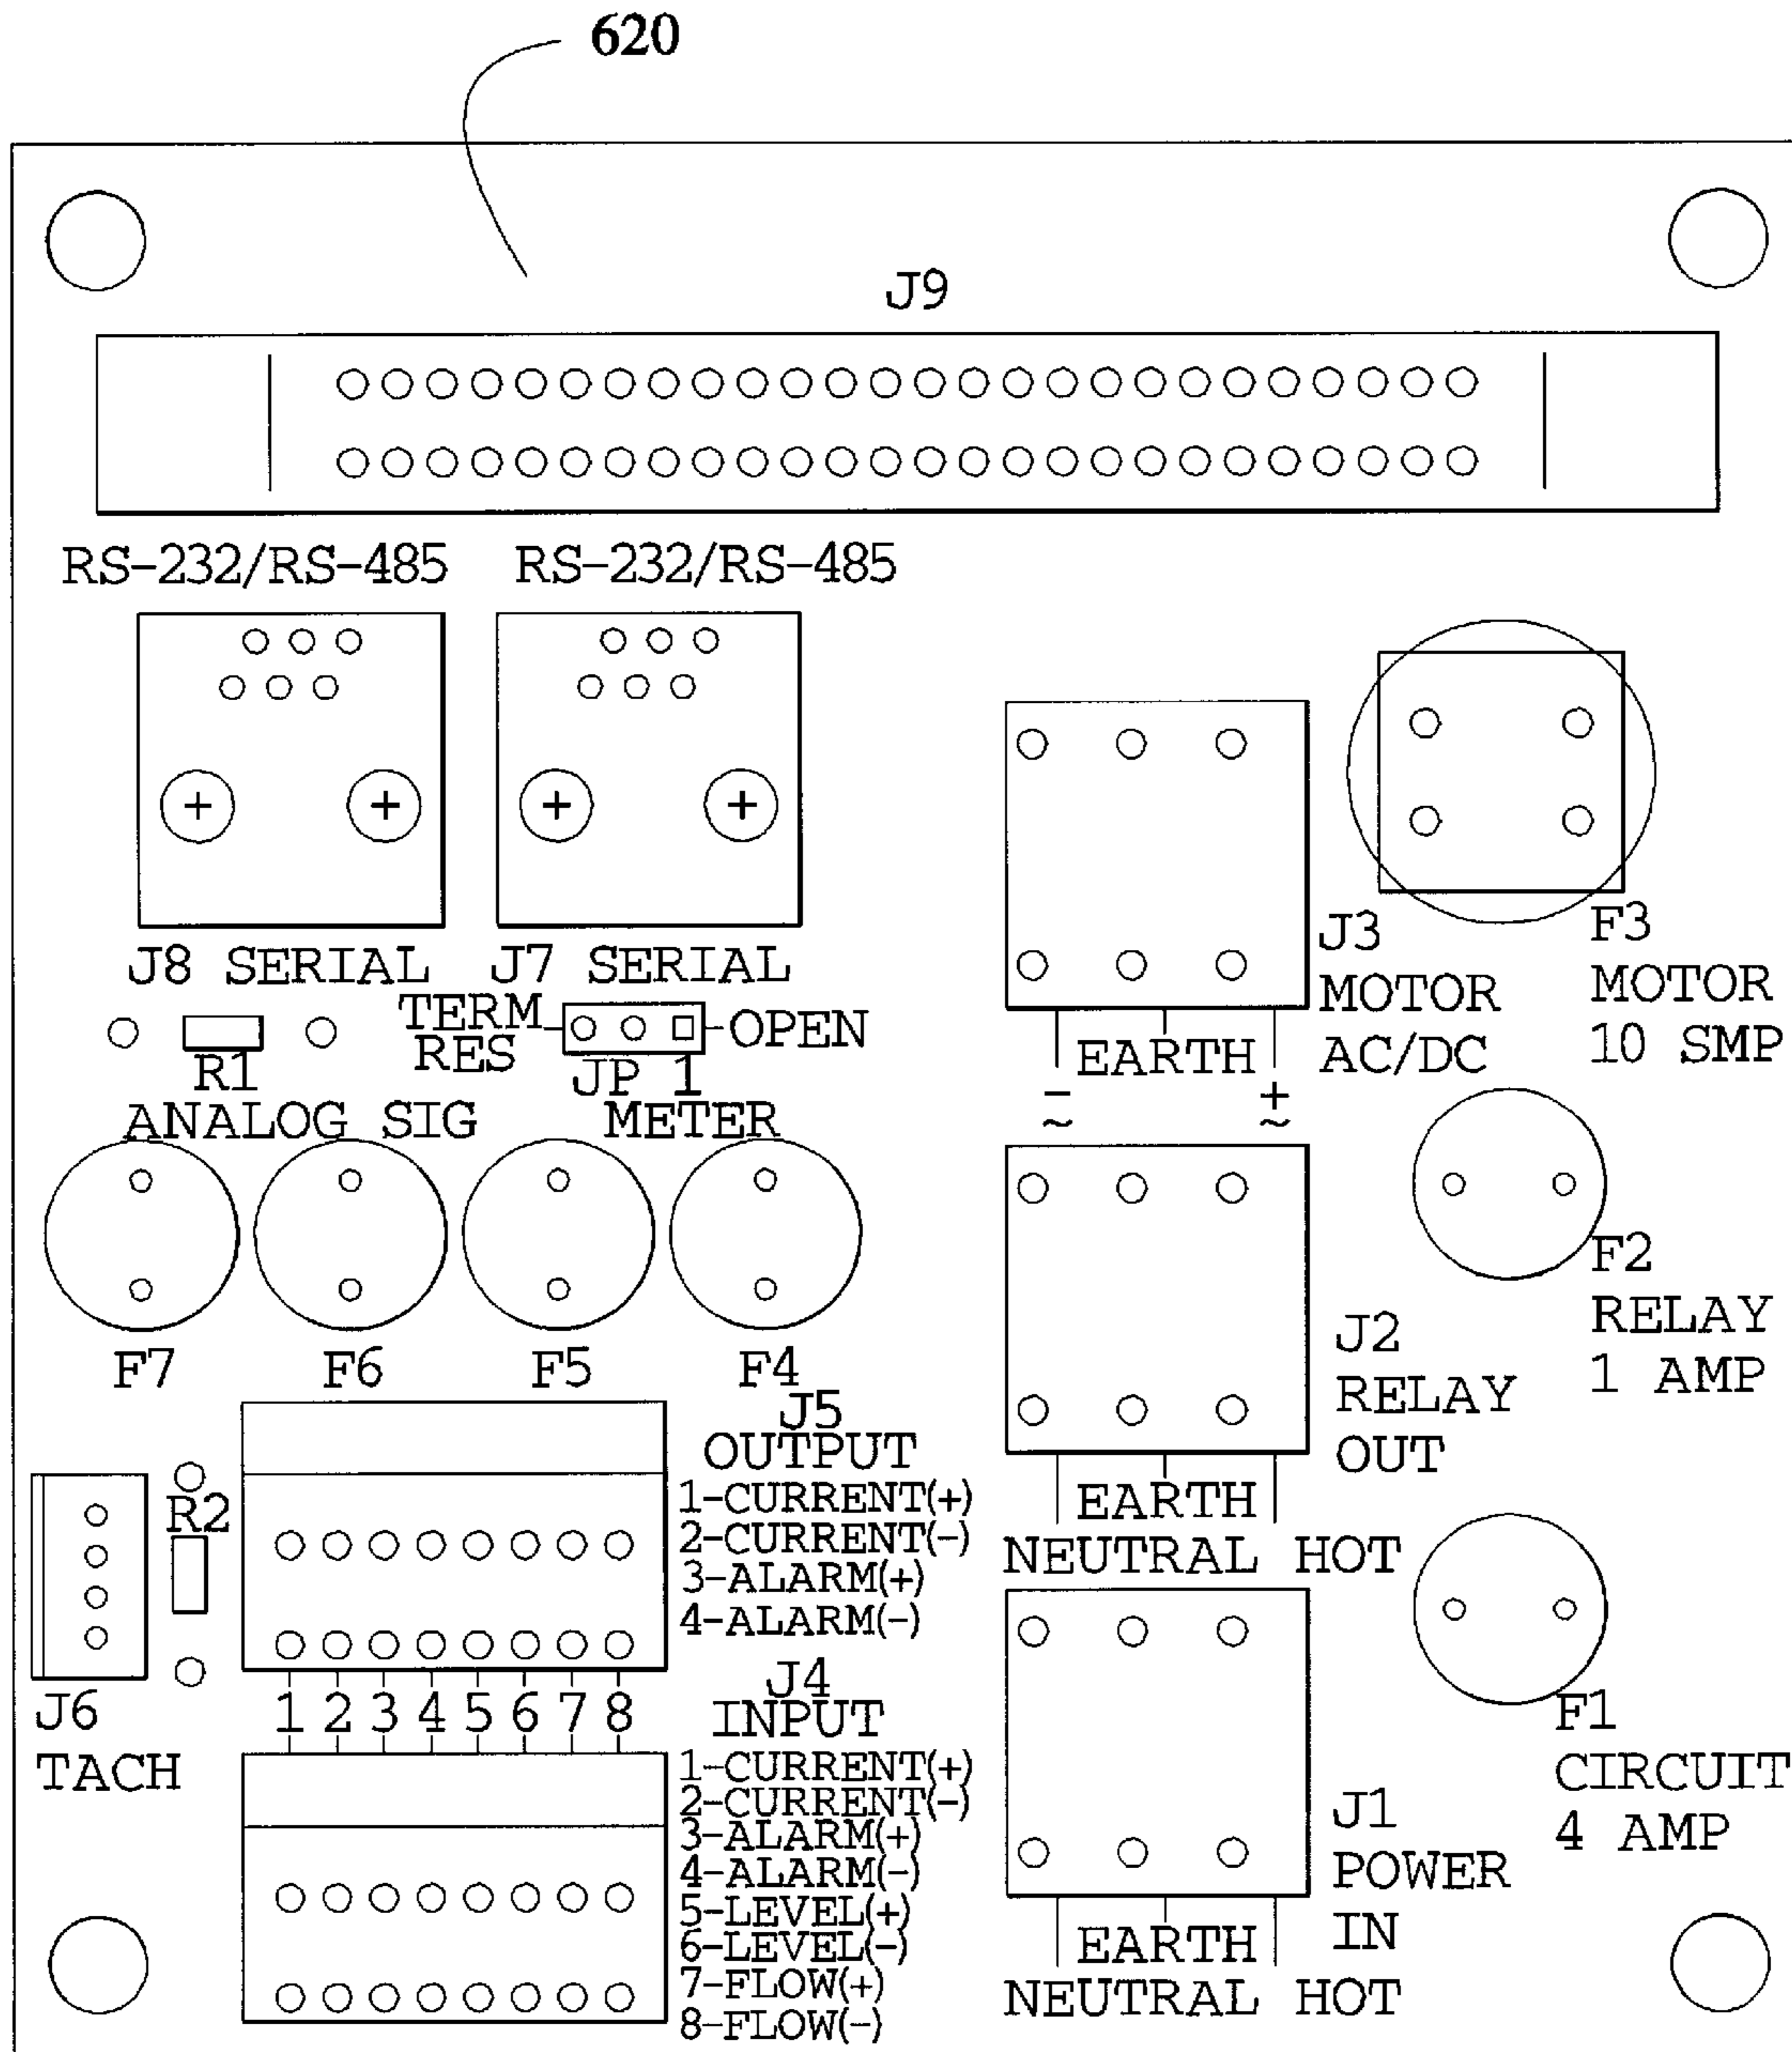 620
J9
RS-232/RS-485 RS-232/RS-485
J8 SERIAL J7 SERIAL
TERM
RES
OPEN
R1
JP 1
ANALOG SIG METER
F7 F6 F5 F4
J3
MOTOR
AC/DC
- EARTH +
~ ~
F3
MOTOR
10 SMP
F2
RELAY
1 AMP
J2
RELAY
OUT
EARTH
NEUTRAL HOT
J5
OUTPUT
1-CURRENT(+)
2-CURRENT(-)
3-ALARM(+)
4-ALARM(-)
R2
J6
TACH
1 2 3 4 5 6 7 8
J4
INPUT
1-CURRENT(+)
2-CURRENT(-)
3-ALARM(+)
4-ALARM(-)
5-LEVEL(+)
6-LEVEL(-)
7-FLOW(+)
8-FLOW(-)
F1
CIRCUIT
4 AMP
J1
POWER
IN
EARTH
NEUTRAL HOT